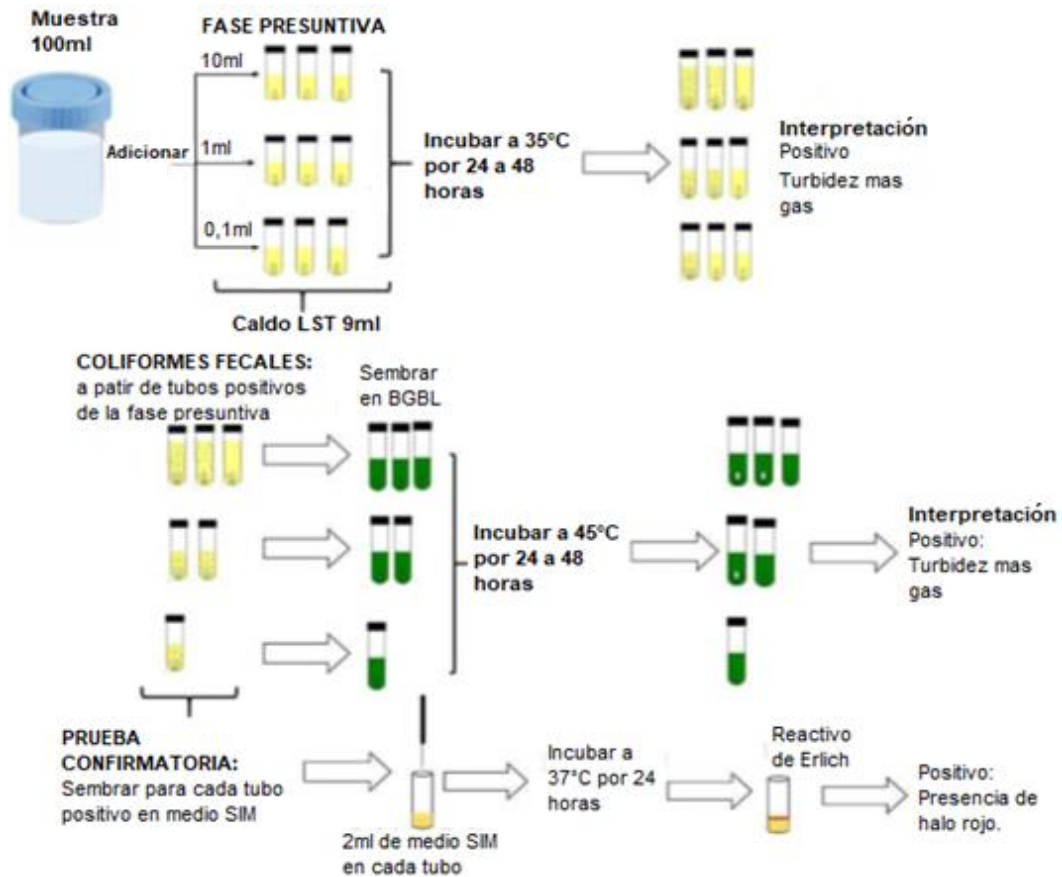 Muestra
100ml
FASE PRESUNTIVA
10ml
Adicionar
1ml
0,1ml
Incubar a 35ºC
por 24 a 48
horas
Interpretación
Positivo
Turbidez mas
gas
Caldo LST 9ml
COLIFORMES FECALES:
a patir de tubos positivos
de la fase presuntiva
Sembrar
en BGBL
Incubar a 45ºC
por 24 a 48
horas
Interpretación
Positivo:
Turbidez mas
gas
PRUEBA
CONFIRMATORIA:
Sembrar para cada tubo
positivo en medio SIM
2ml de medio SIM
en cada tubo
Incubar a
37°C por 24
horas
Reactivo
de Erlich
Positivo:
Presencia de
halo rojo.